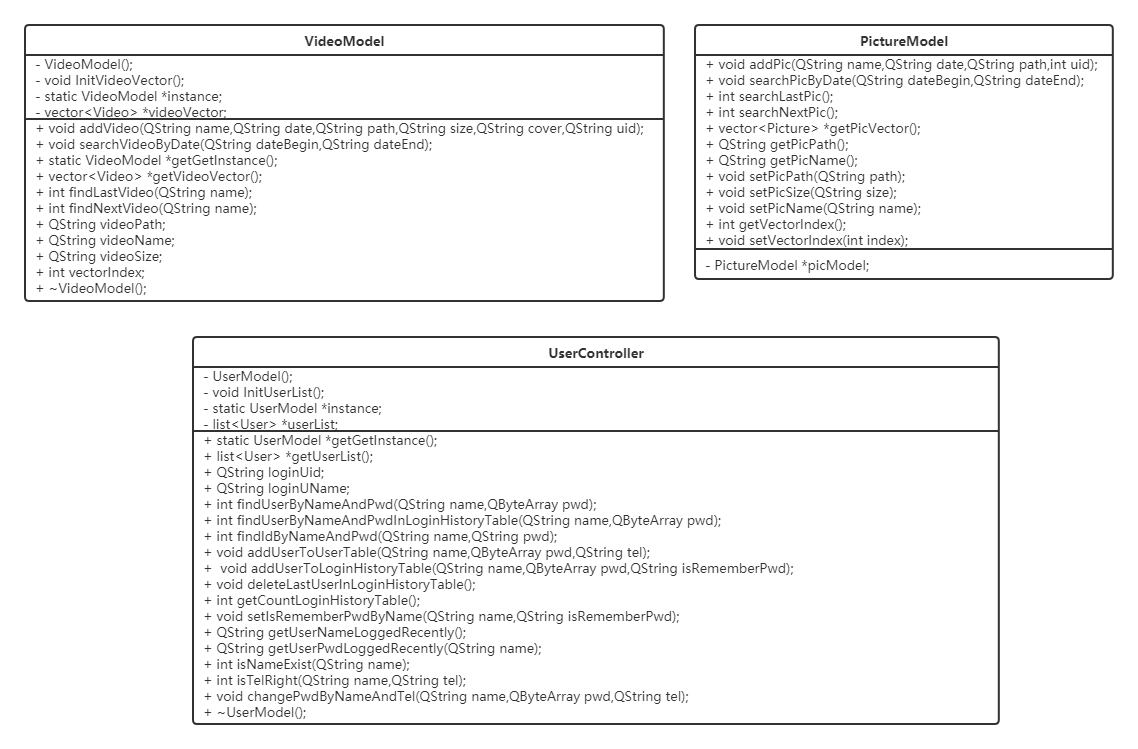 VideoModel
- VideoModel();
- void InitVideoVector();
- static VideoModel *instance;
- vector<Video> *videoVector;
+ void addVideo(QString name,QString date,QString path,QString size,QString cover,QString uid);
+ void searchVideoByDate(QString dateBegin,QString dateEnd);
+ static VideoModel *getGetInstance();
+ vector<Video> *getVideoVector();
+ int findLastVideo(QString name);
+ int findNextVideo(QString name);
+ QString videoPath;
+ QString videoName;
+ QString videoSize;
+ int vectorIndex;
+ ~VideoModel();
PictureModel
+ void addPic(QString name,QString date,QString path,int uid);
+ void searchPicByDate(QString dateBegin,QString dateEnd);
+ int searchLastPic();
+ int searchNextPic();
+ vector<Picture> *getPicVector();
+ QString getPicPath();
+ QString getPicName();
+ void setPicPath(QString path);
+ void setPicSize(QString size);
+ void setPicName(QString name);
+ int getVectorIndex();
+ void setVectorIndex(int index);
- PictureModel *picModel;
UserController
- UserModel();
- void InitUserList();
- static UserModel *instance;
- list<User> *userList;
+ static UserModel *getGetInstance();
+ list<User> *getUserList();
+ QString loginUid;
+ QString loginUName;
+ int findUserByNameAndPwd(QString name,QByteArray pwd);
+ int findUserByNameAndPwdInLoginHistoryTable(QString name,QByteArray pwd);
+ int findIdByNameAndPwd(QString name,QString pwd);
+ void addUserToUserTable(QString name,QByteArray pwd,QString tel);
+  void addUserToLoginHistoryTable(QString name,QByteArray pwd,QString isRememberPwd);
+ void deleteLastUserInLoginHistoryTable();
+ int getCountLoginHistoryTable();
+ void setIsRememberPwdByName(QString name,QString isRememberPwd);
+ QString getUserNameLoggedRecently();
+ QString getUserPwdLoggedRecently(QString name);
+ int isNameExist(QString name);
+ int isTelRight(QString name,QString tel);
+ void changePwdByNameAndTel(QString name,QByteArray pwd,QString tel);
+ ~UserModel();